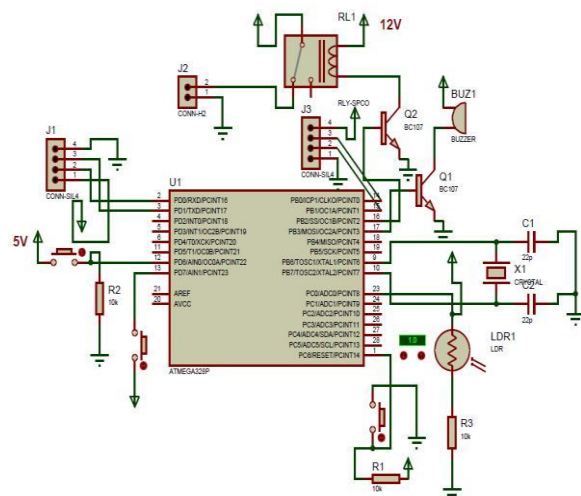 RL1
12V
J2
2
1
CONN-H2
RLY-SPCO
J3
4
3
2
1
CONN-SIL4
Q2
BC107
BUZ1
BUZZER
J1
4
3
2
1
CONN-SIL4
Q1
BC107
U1
2 PD0/RXD/PCINT16
3 PD1/TXD/PCINT17
4 PD2/INT0/PCINT18
5 PD3/INT1/OC2B/PCINT19
6 PD4/T0/XCK/PCINT20
11 PD5/T1/OC0B/PCINT21
12 PD6/AIN0/OC0A/PCINT22
13 PD7/AIN1/PCINT23
21 AREF
20 AVCC
PB0/ICP1/CLKO/PCINT0 14
PB1/OC1A/PCINT1 15
PB2/SS/OC1B/PCINT2 16
PB3/MOSI/OC2A/PCINT3 17
PB4/MISO/PCINT4 18
PB5/SCK/PCINT5 19
PB6/TOSC1/XTAL1/PCINT6 9
PB7/TOSC2/XTAL2/PCINT7 10
PC0/ADC0/PCINT8 23
PC1/ADC1/PCINT9 24
PC2/ADC2/PCINT10 25
PC3/ADC3/PCINT11 26
PC4/ADC4/SDA/PCINT12 27
PC5/ADC5/SCL/PCINT13 28
PC6/RESET/PCINT14 1
ATMEGA328P
5V
R2
10k
C1
22p
X1
CRYSTAL
C2
22p
1.0
LDR1
LDR
R3
10k
R1
10k